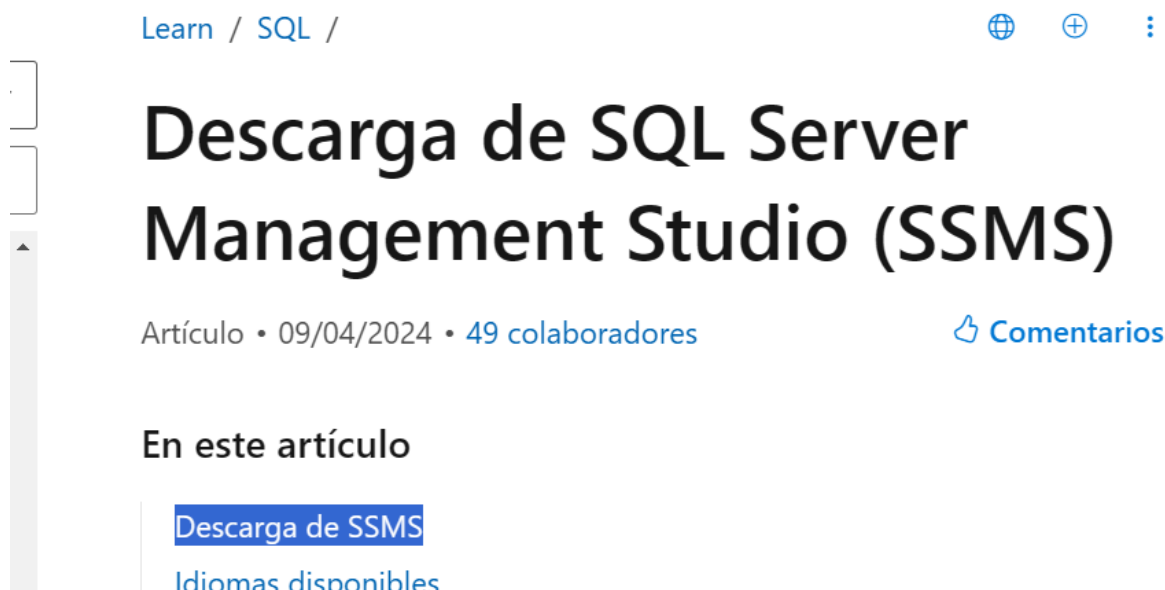 Learn / SQL /
Descarga de SQL Server
Management Studio (SSMS)
Artículo • 09/04/2024 • 49 colaboradores
Comentarios
En este artículo
Descarga de SSMS
Idiomas disponibles